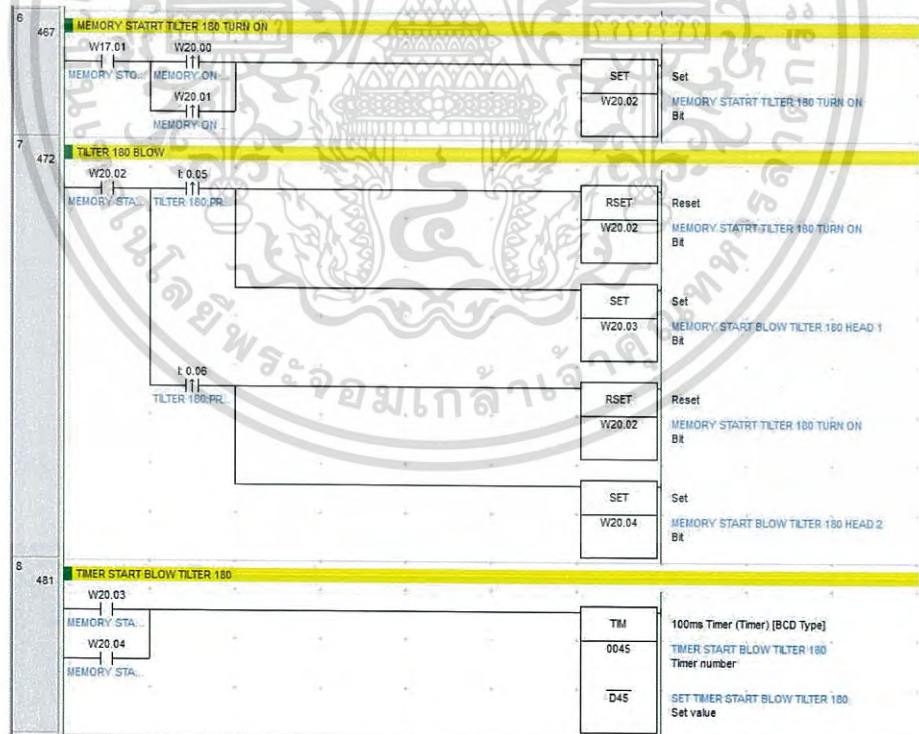 6
467
MEMORY STATRT TILTER 180 TURN ON
W17.01
W20.00
MEMORY STO...
MEMORY ON ...
SET
Set
W20.01
W20.02
MEMORY STATRT TILTER 180 TURN ON
MEMORY ON ...
Bit
7
472
TILTER 180 BLOW
W20.02
I: 0.05
MEMORY STA...
TILTER 180:PR...
RSET
Reset
W20.02
MEMORY STATRT TILTER 180 TURN ON
Bit
SET
Set
W20.03
MEMORY START BLOW TILTER 180 HEAD 1
Bit
I: 0.06
TILTER 180:PR...
RSET
Reset
W20.02
MEMORY STATRT TILTER 180 TURN ON
Bit
SET
Set
W20.04
MEMORY START BLOW TILTER 180 HEAD 2
Bit
8
481
TIMER START BLOW TILTER 180
W20.03
MEMORY STA...
TIM
100ms Timer (Timer) [BCD Type]
W20.04
0045
TIMER START BLOW TILTER 180
MEMORY STA...
Timer number
D45
SET TIMER START BLOW TILTER 180
Set value